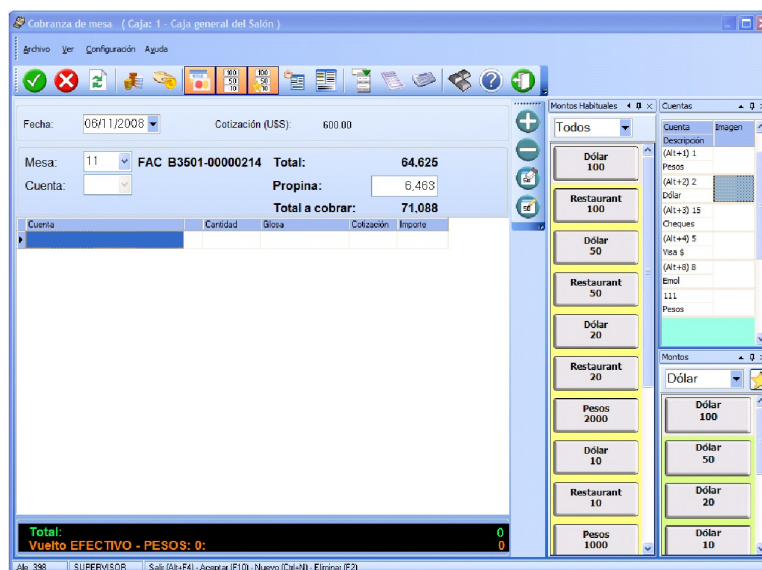 Cobranza de mesa ( Caja: 1 - Caja general del Salón )
Archivo Ver Configuración Ayuda
Fecha: 06/11/2008 Cotización (U$S): 600.00
Mesa: 11 FAC B3501-00000214 Total: 64.625
Cuenta: Propina: 6,463
Total a cobrar: 71,088
Cuenta Cantidad Glosa Cotización Importe
Total: 0
Vuelto EFECTIVO - PESOS: 0: 0
Montos Habituales
Todos
Dólar
100
Restaurant
100
Dólar
50
Restaurant
50
Dólar
20
Restaurant
20
Pesos
2000
Dólar
10
Restaurant
10
Pesos
1000
Cuentas
Cuenta Imagen
Descripción
(Alt+1) 1
Pesos
(Alt+2) 2
Dólar
(Alt+3) 15
Cheques
(Alt+4) 5
Visa $
(Alt+8) 8
Emol
111
Pesos
Montos
Dólar
Dólar
100
Dólar
50
Dólar
20
Dólar
10
Ale 398 SUPERVISOR Salir (Alt+F4) - Aceptar (F10) - Nuevo (Ctrl+N) - Eliminar (F2)